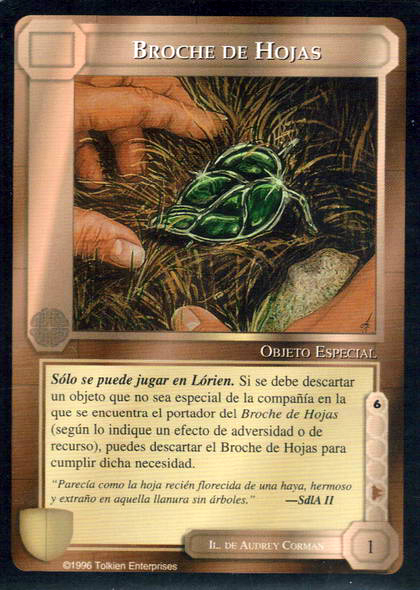 BROCHE DE HOJAS
OBJETO ESPECIAL
Sólo se puede jugar en Lórien. Si se debe descartar
un objeto que no sea especial de la compañía en la
que se encuentra el portador del Broche de Hojas
(según lo indique un efecto de adversidad o de
recurso), puedes descartar el Broche de Hojas para
cumplir dicha necesidad.
“Parecía como la hoja recién florecida de una haya, hermoso
y extraño en aquella llanura sin árboles.” —SdlA II
6
IL. DE AUDREY CORMAN
1
©1996 Tolkien Enterprises